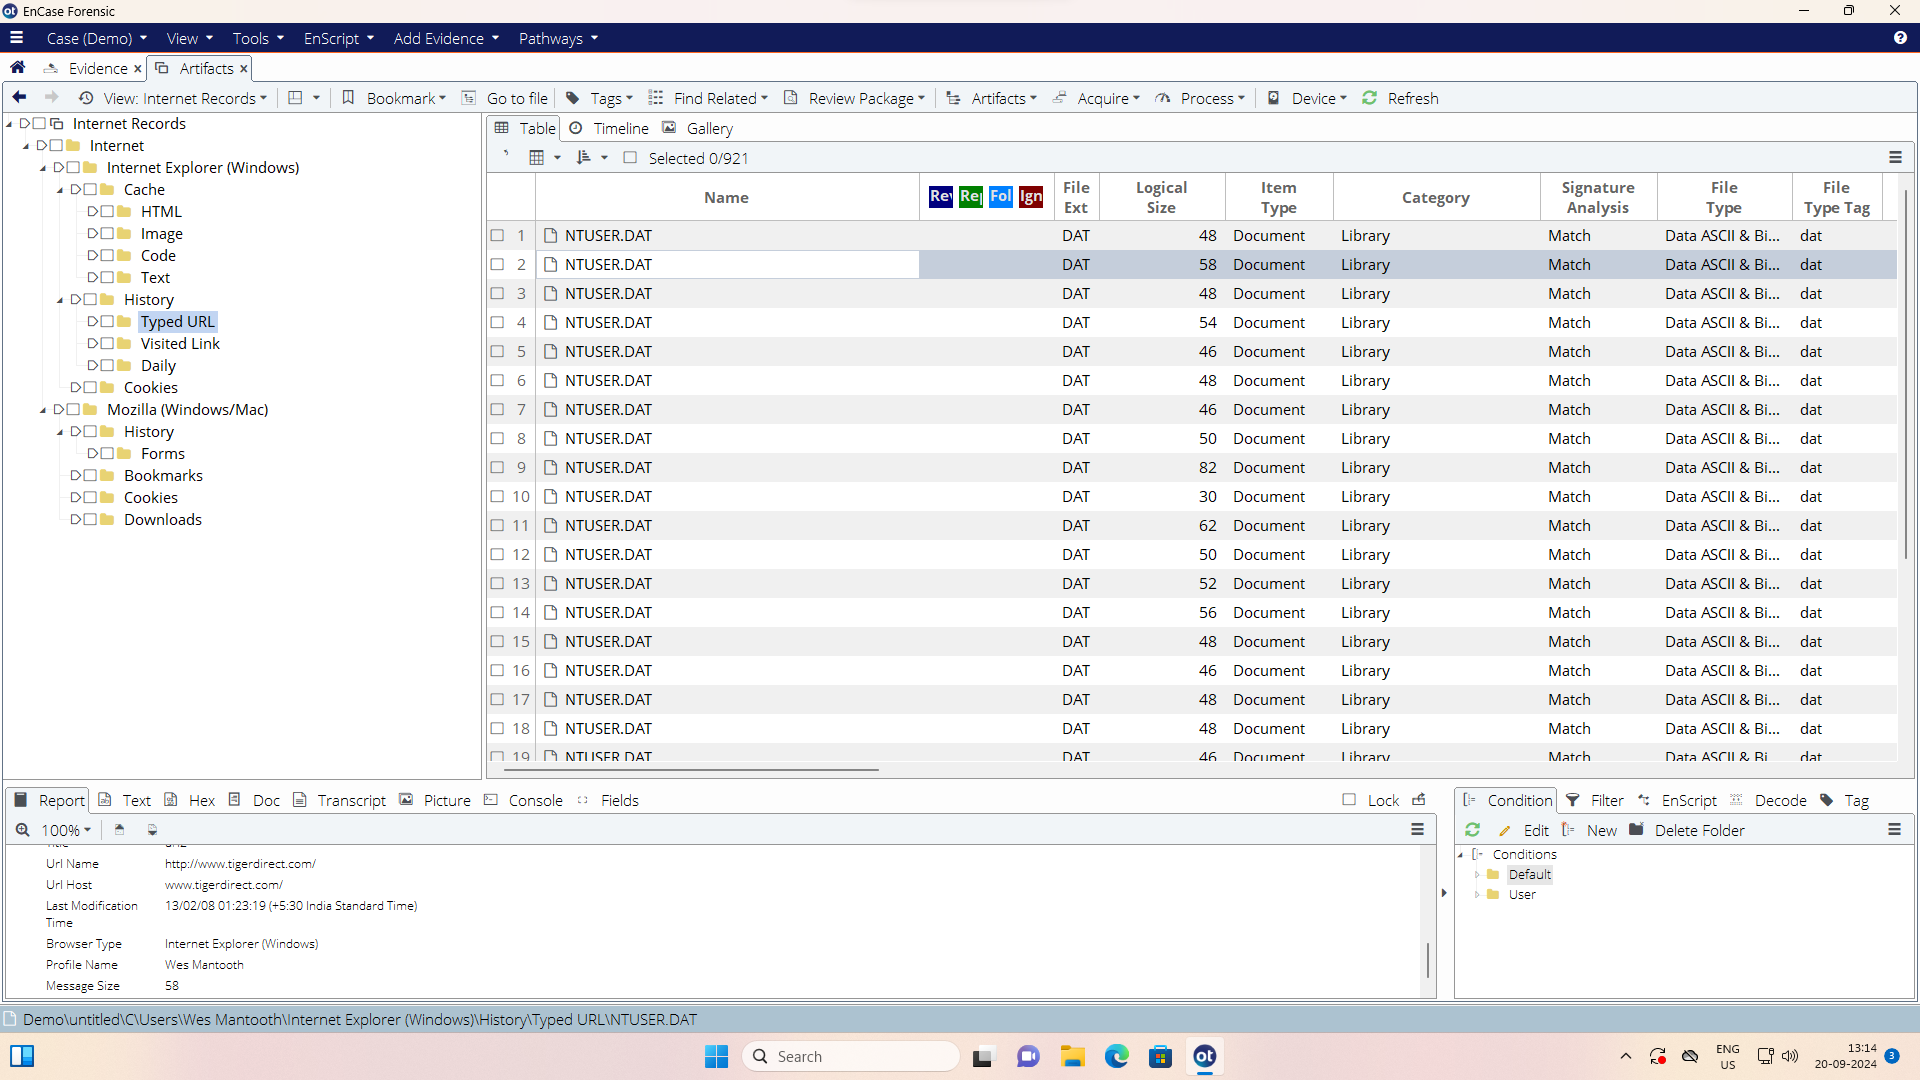 EnCase Forensic
Case (Demo) View Tools EnScript Add Evidence Pathways
Evidence Artifacts
View: Internet Records Bookmark Go to file Tags Find Related Review Package Artifacts Acquire Process Device Refresh
Internet Records
Internet
Internet Explorer (Windows)
Cache
HTML
Image
Code
Text
History
Typed URL
Visited Link
Daily
Cookies
Mozilla (Windows/Mac)
History
Forms
Bookmarks
Cookies
Downloads
Table Timeline Gallery
Selected 0/921
Name Rev Rep Fol Ign File Ext Logical Size Item Type Category Signature Analysis File Type File Type Tag
1 NTUSER.DAT DAT 48 Document Library Match Data ASCII & Bi... dat
2 NTUSER.DAT DAT 58 Document Library Match Data ASCII & Bi... dat
3 NTUSER.DAT DAT 48 Document Library Match Data ASCII & Bi... dat
4 NTUSER.DAT DAT 54 Document Library Match Data ASCII & Bi... dat
5 NTUSER.DAT DAT 46 Document Library Match Data ASCII & Bi... dat
6 NTUSER.DAT DAT 48 Document Library Match Data ASCII & Bi... dat
7 NTUSER.DAT DAT 46 Document Library Match Data ASCII & Bi... dat
8 NTUSER.DAT DAT 50 Document Library Match Data ASCII & Bi... dat
9 NTUSER.DAT DAT 82 Document Library Match Data ASCII & Bi... dat
10 NTUSER.DAT DAT 30 Document Library Match Data ASCII & Bi... dat
11 NTUSER.DAT DAT 62 Document Library Match Data ASCII & Bi... dat
12 NTUSER.DAT DAT 50 Document Library Match Data ASCII & Bi... dat
13 NTUSER.DAT DAT 52 Document Library Match Data ASCII & Bi... dat
14 NTUSER.DAT DAT 56 Document Library Match Data ASCII & Bi... dat
15 NTUSER.DAT DAT 48 Document Library Match Data ASCII & Bi... dat
16 NTUSER.DAT DAT 46 Document Library Match Data ASCII & Bi... dat
17 NTUSER.DAT DAT 48 Document Library Match Data ASCII & Bi... dat
18 NTUSER.DAT DAT 48 Document Library Match Data ASCII & Bi... dat
19 NTUSER.DAT DAT 46 Document Library Match Data ASCII & Bi... dat
Report Text Hex Doc Transcript Picture Console Fields Lock
100%
Url Name http://www.tigerdirect.com/
Url Host www.tigerdirect.com/
Last Modification Time 13/02/08 01:23:19 (+5:30 India Standard Time)
Browser Type Internet Explorer (Windows)
Profile Name Wes Mantooth
Message Size 58
Condition Filter EnScript Decode Tag
Edit New Delete Folder
Conditions
Default
User
Demo\untitled\C\Users\Wes Mantooth\Internet Explorer (Windows)\History\Typed URL\NTUSER.DAT
Search
ot
ENG
US
13:14
20-09-2024
3